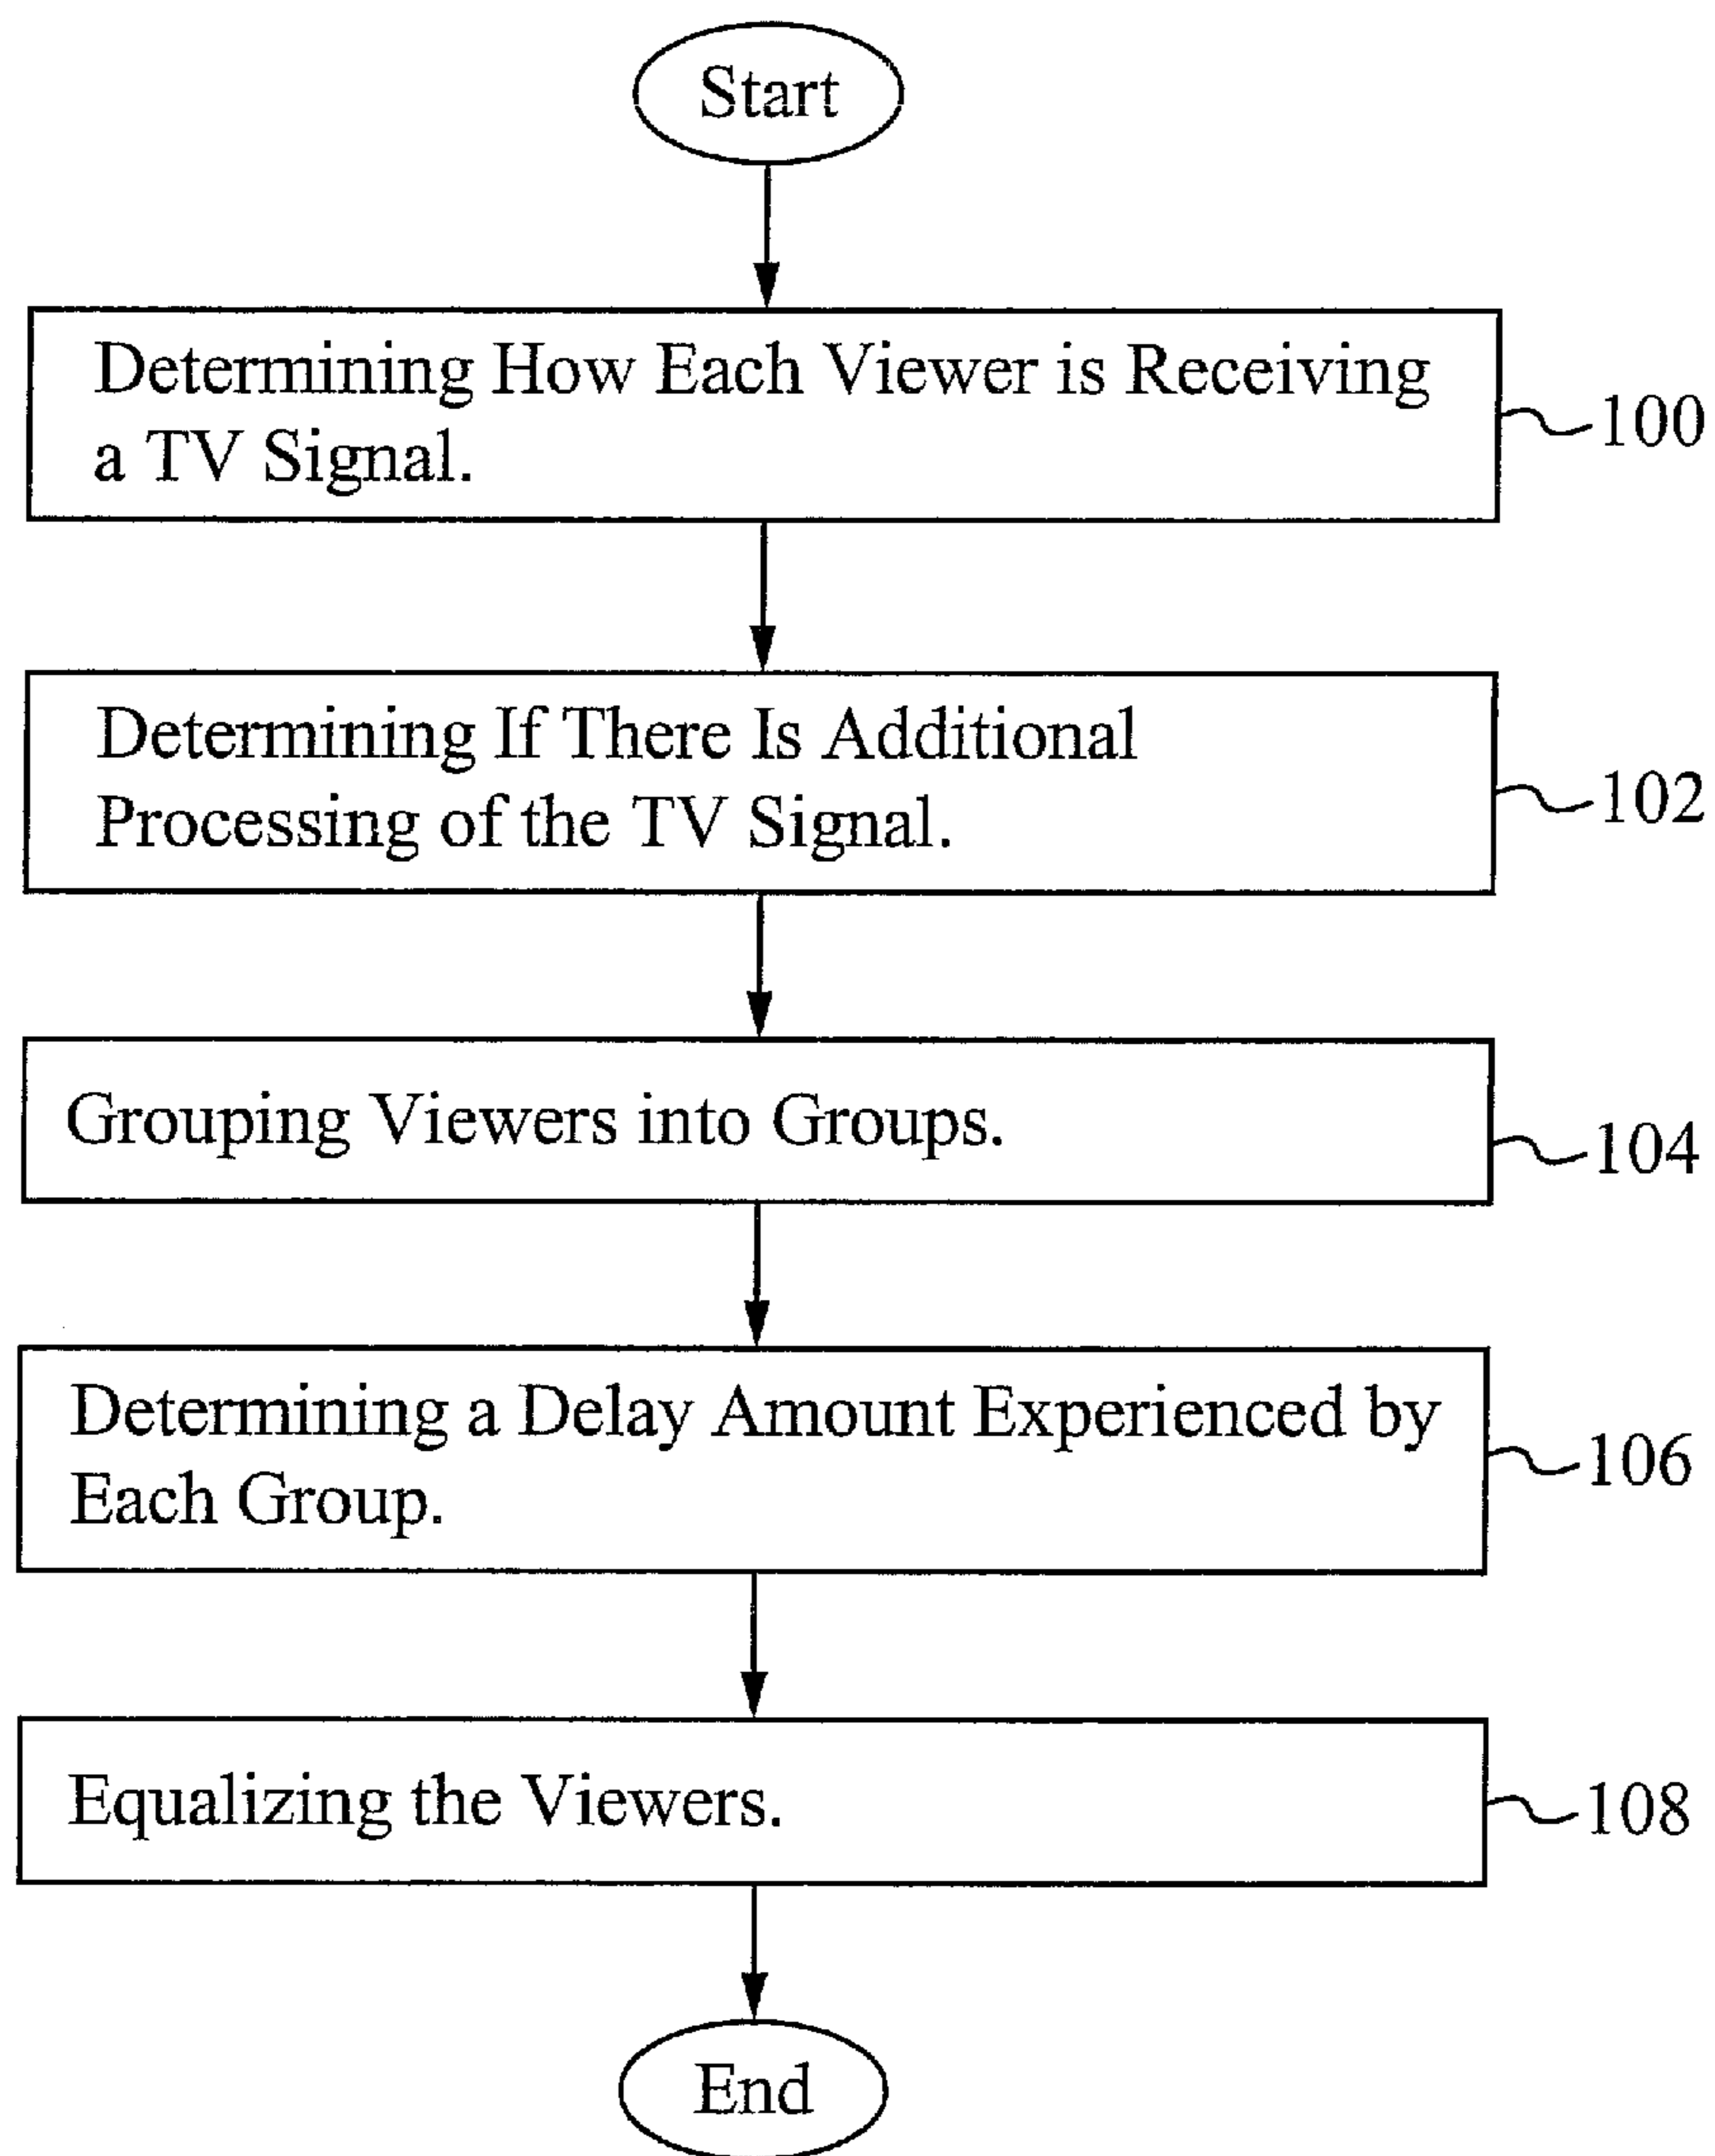 Start
Determining How Each Viewer is Receiving
a TV Signal.
100
Determining If There Is Additional
Processing of the TV Signal.
102
Grouping Viewers into Groups.
104
Determining a Delay Amount Experienced by
Each Group.
106
Equalizing the Viewers.
108
End